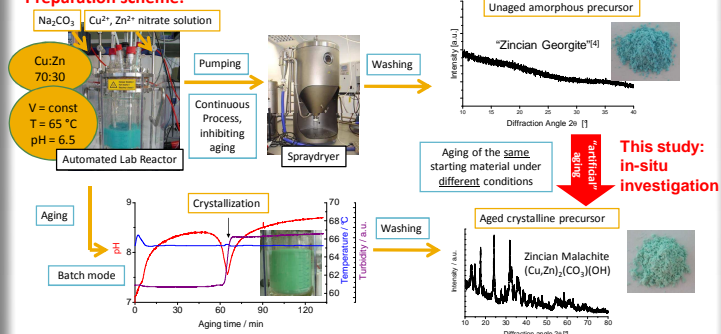 Preparation scheme:
Na₂CO₃
Cu²⁺, Zn²⁺ nitrate solution
Cu:Zn
70:30
V = const
T = 65 °C
pH = 6.5
Automated Lab Reactor
Pumping
Continuous
Process,
inhibiting
aging
Spraydryer
Washing
Unaged amorphous precursor
"Zincian Georgite"[4]
Intensity [a.u.]
10 15 20 25 30 35 40
Diffraction Angle 2θ [°]
Aging of the same
starting material under
different conditions
"artifidal"
aging
This study:
in-situ
investigation
Aging
Batch mode
Crystallization
9
8
7
pH
0 30 60 90 120
Aging time / min
70
68
66
64
62
60
Temperature / °C
Turbidity / a.u.
Washing
Aged crystalline precursor
Zincian Malachite
(Cu,Zn)₂(CO₃)(OH)
Intensity / a.u.
10 20 30 40 50 60 70 80
Diffraction angle 2θ [°]